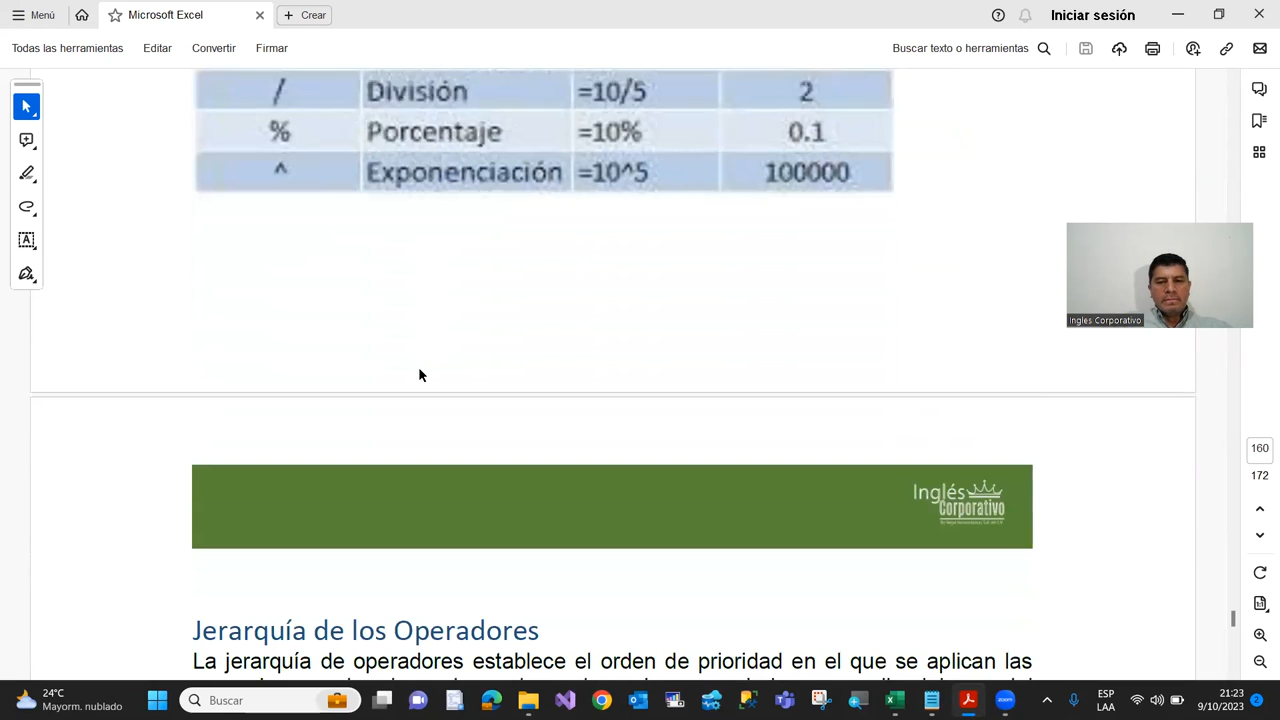 Menú
Microsoft Excel
Crear
Iniciar sesión
Todas las herramientas
Editar
Convertir
Firmar
Buscar texto o herramientas
/ División =10/5 2
% Porcentaje =10% 0.1
^ Exponenciación =10^5 100000
Ingles Corporativo
160
172
Inglés
Corporativo
Jerarquía de los Operadores
La jerarquía de operadores establece el orden de prioridad en el que se aplican las
24°C
Mayorm. nublado
Buscar
ESP
LAA
21:23
9/10/2023